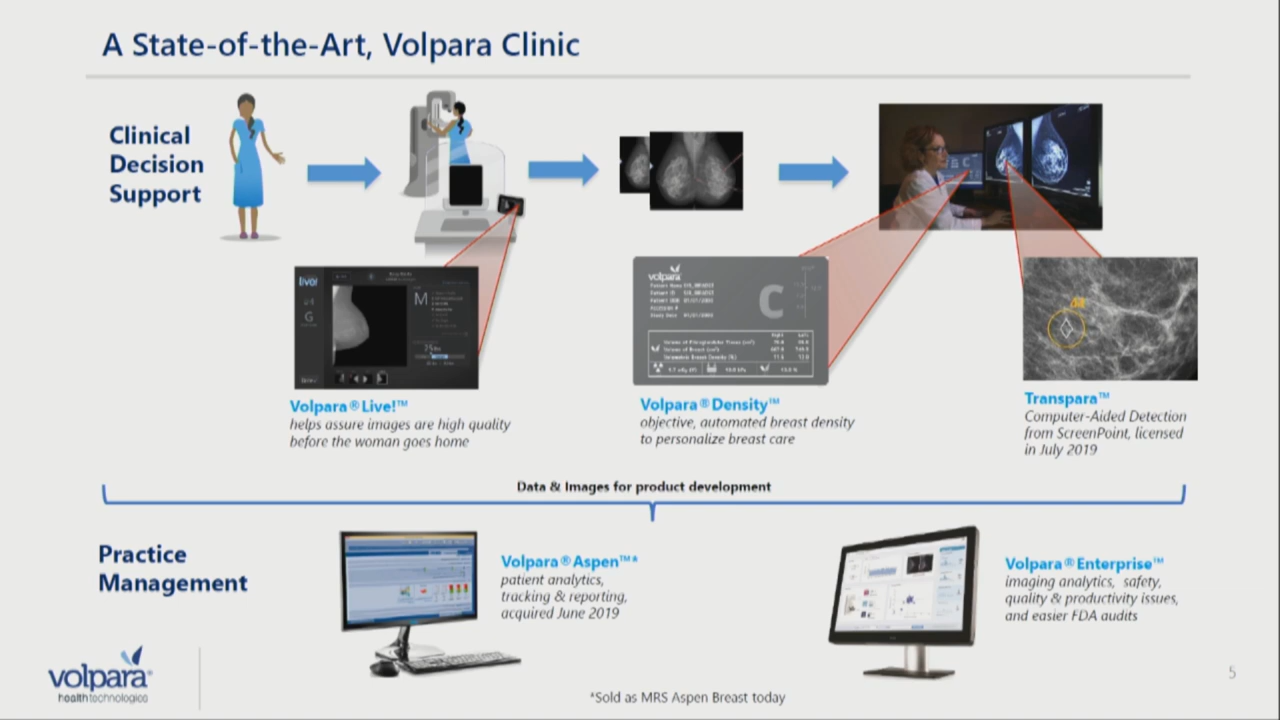 A State-of-the-Art, Volpara Clinic
Clinical
Decision
Support
M
G
volpara
C
Volpara®Live!™
helps assure images are high quality
before the woman goes home
Volpara®Density™
objective, automated breast density
to personalize breast care
Transpara™
Computer-Aided Detection
from ScreenPoint, licensed
in July 2019
Data & Images for product development
Practice
Management
Volpara®Aspen™*
patient analytics,
tracking & reporting,
acquired June 2019
Volpara®Enterprise™
imaging analytics, safety,
quality & productivity issues,
and easier FDA audits
volpara®
healthtechnologies
*Sold as MRS Aspen Breast today
5